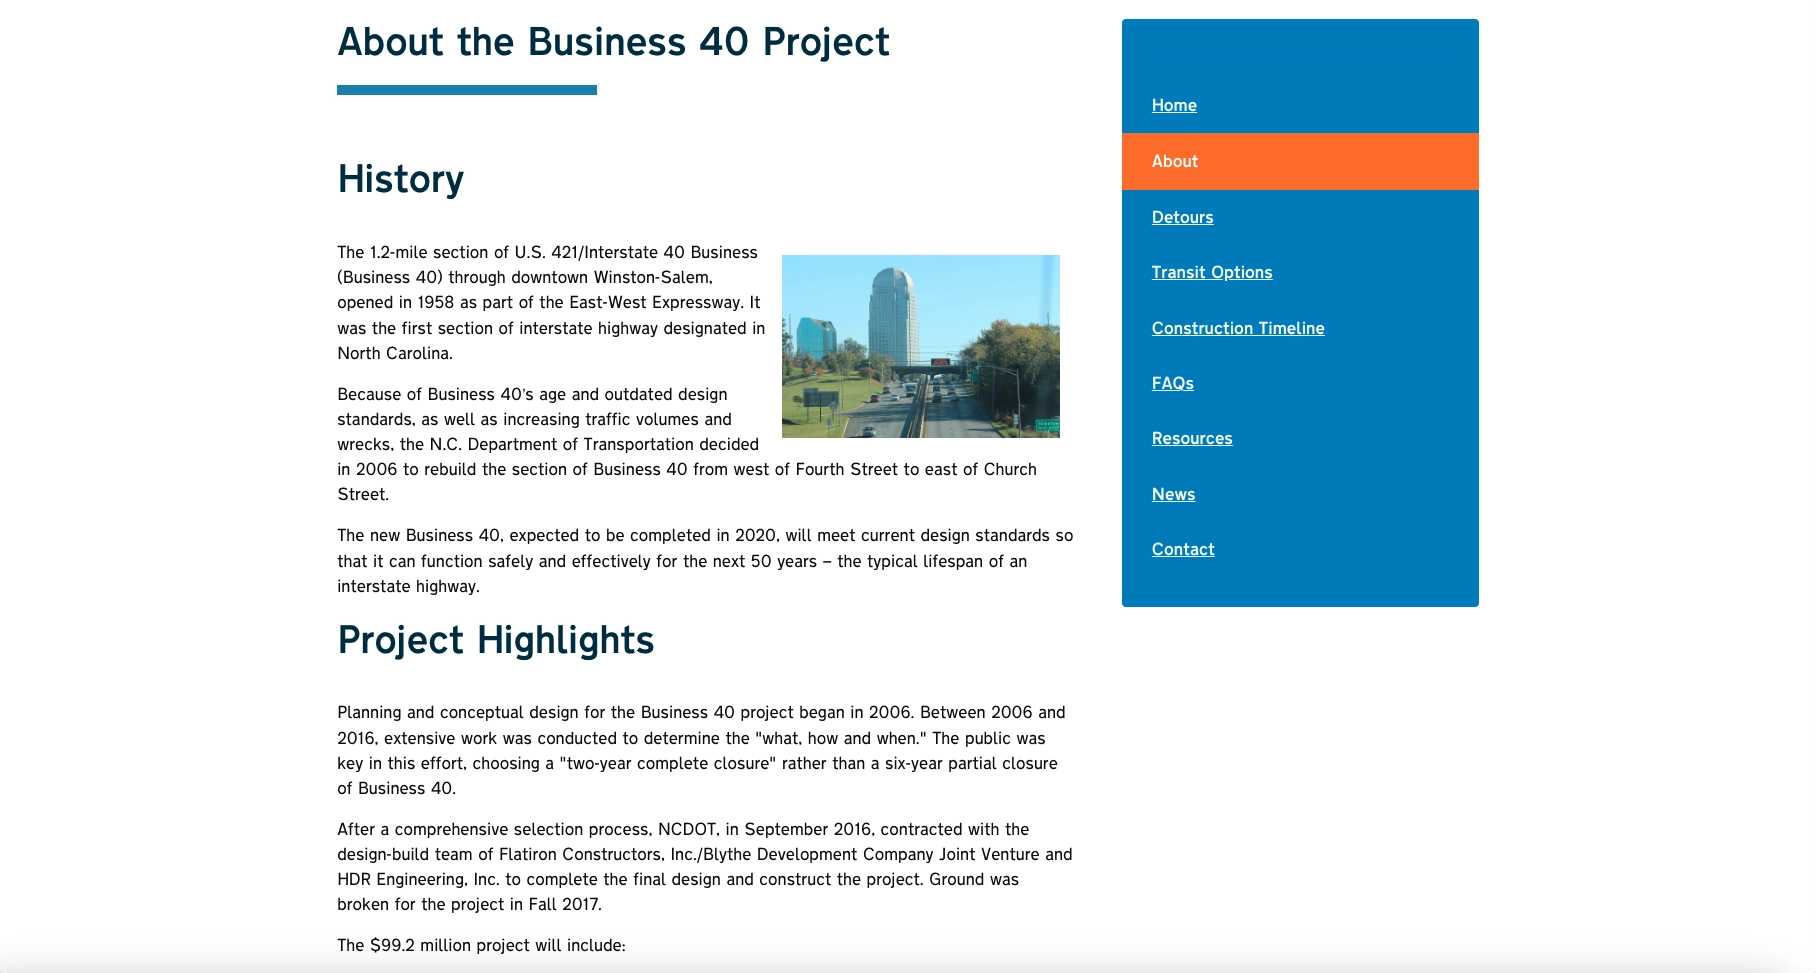 About the Business 40 Project
History
The 1.2-mile section of U.S. 421/Interstate 40 Business
(Business 40) through downtown Winston-Salem,
opened in 1958 as part of the East-West Expressway. It
was the first section of interstate highway designated in
North Carolina.
Because of Business 40's age and outdated design
standards, as well as increasing traffic volumes and
wrecks, the N.C. Department of Transportation decided
in 2006 to rebuild the section of Business 40 from west of Fourth Street to east of Church
Street.
The new Business 40, expected to be completed in 2020, will meet current design standards so
that it can function safely and effectively for the next 50 years – the typical lifespan of an
interstate highway.
Project Highlights
Planning and conceptual design for the Business 40 project began in 2006. Between 2006 and
2016, extensive work was conducted to determine the "what, how and when." The public was
key in this effort, choosing a "two-year complete closure" rather than a six-year partial closure
of Business 40.
After a comprehensive selection process, NCDOT, in September 2016, contracted with the
design-build team of Flatiron Constructors, Inc./Blythe Development Company Joint Venture and
HDR Engineering, Inc. to complete the final design and construct the project. Ground was
broken for the project in Fall 2017.
The $99.2 million project will include:
Home
About
Detours
Transit Options
Construction Timeline
FAQs
Resources
News
Contact